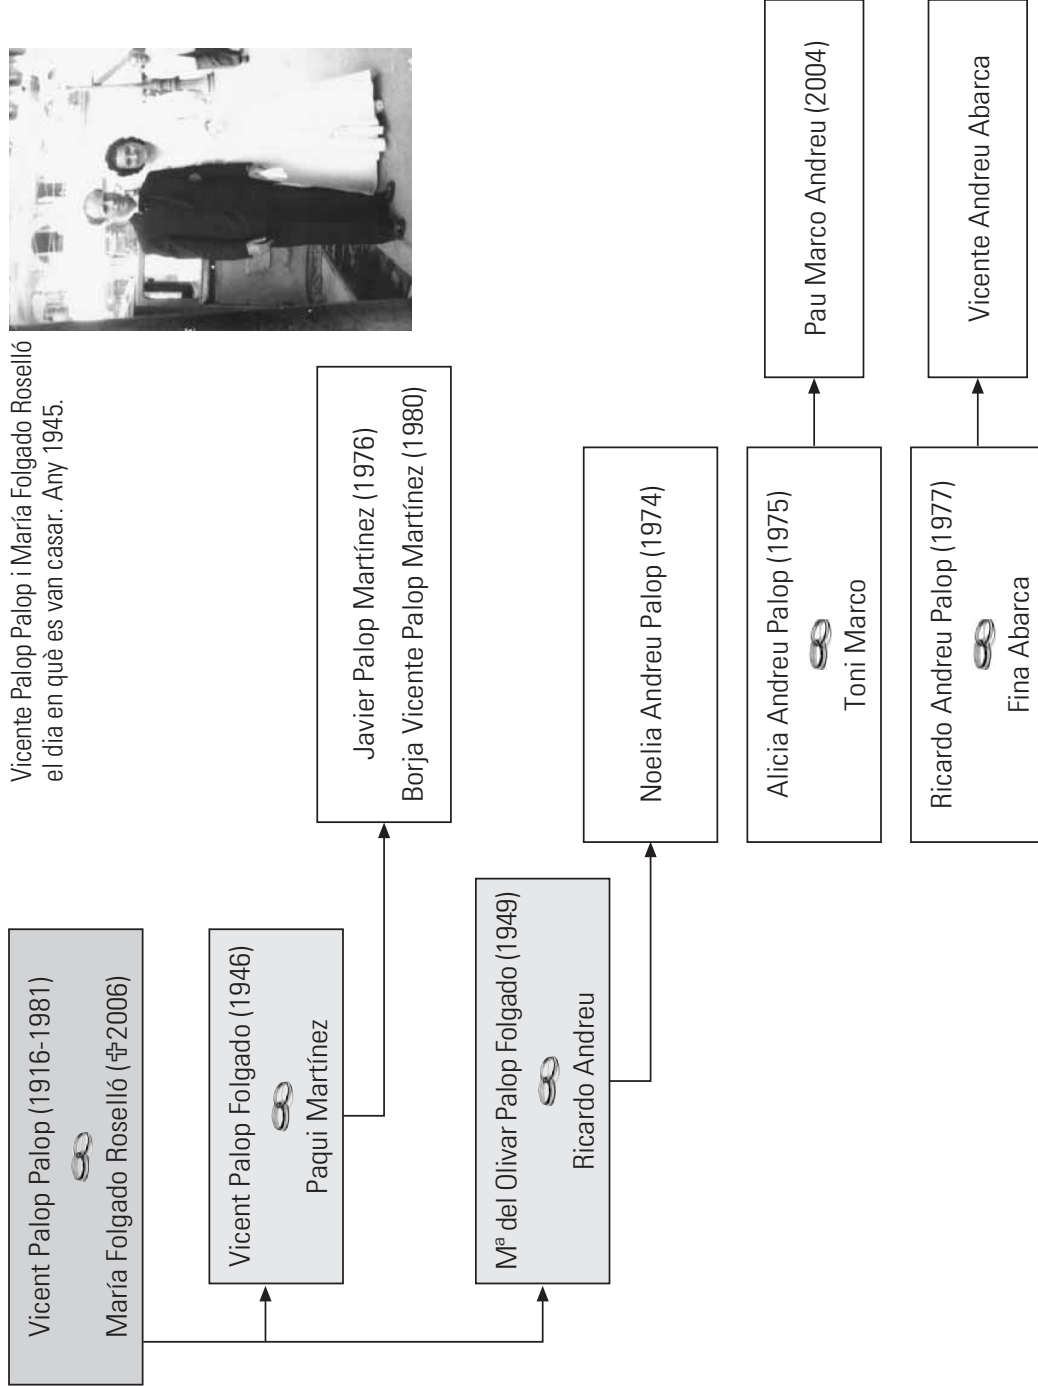 Vicente Palop Palop i María Folgado Roselló
el dia en què es van casar. Any 1945.
Vicent Palop Palop (1916-1981)
María Folgado Roselló (✞2006)
Vicent Palop Folgado (1946)
Paqui Martínez
Javier Palop Martínez (1976)
Borja Vicente Palop Martínez (1980)
Mª del Olivar Palop Folgado (1949)
Ricardo Andreu
Noelia Andreu Palop (1974)
Alicia Andreu Palop (1975)
Toni Marco
Pau Marco Andreu (2004)
Ricardo Andreu Palop (1977)
Fina Abarca
Vicente Andreu Abarca